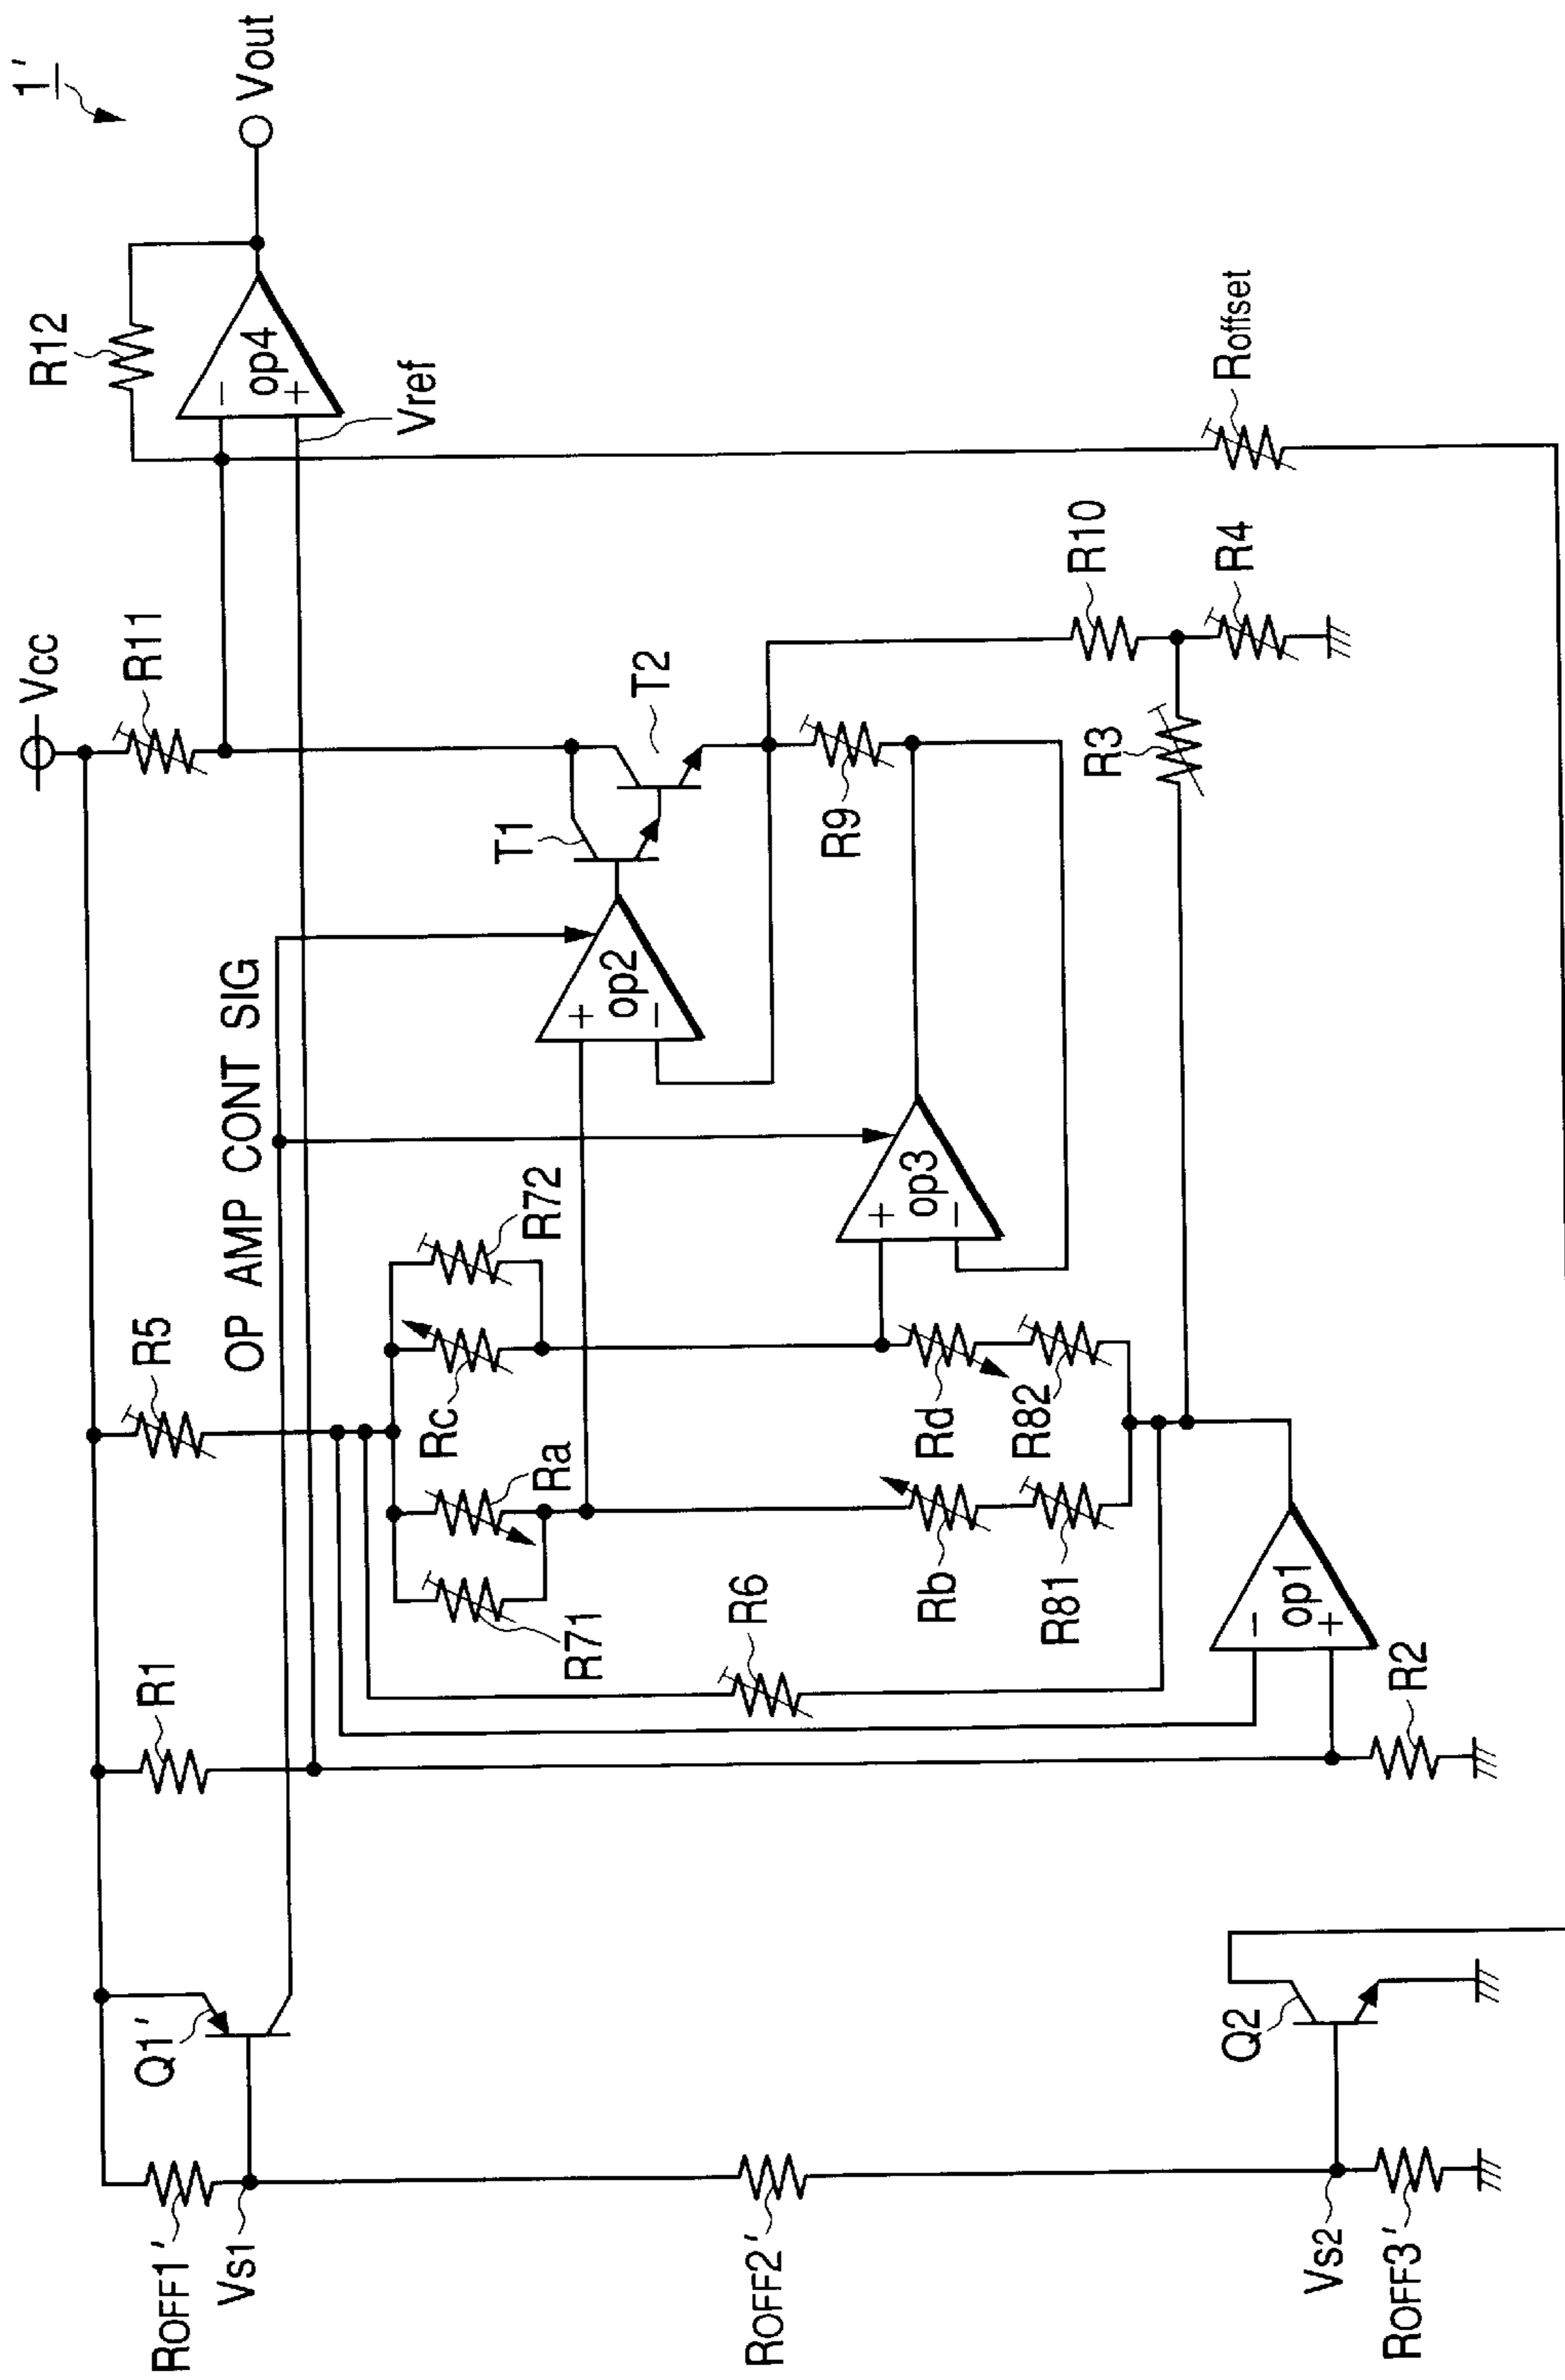 1'
Vcc
Vout
R12
op4
−
+
Vref
R11
R5
R1
OP AMP CONT SIG
Q1'
ROFF1'
Vs1
T1
T2
op2
+
−
R72
Rc
Ra
R71
R9
op3
+
−
Rd
R82
Rb
R81
R6
R10
R3
R4
Roffset
op1
−
+
R2
ROFF2'
Q2
Vs2
ROFF3'